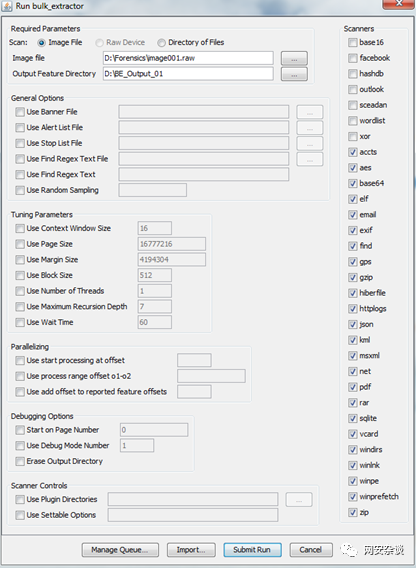 Run bulk_extractor
Required Parameters
Scan: Image File Raw Device Directory of Files
Image file D:\Forensics\image001.raw ...
Output Feature Directory D:\BE_Output_01 ...
General Options
Use Banner File ...
Use Alert List File ...
Use Stop List File ...
Use Find Regex Text File ...
Use Find Regex Text
Use Random Sampling
Tuning Parameters
Use Context Window Size 16
Use Page Size 16777216
Use Margin Size 4194304
Use Block Size 512
Use Number of Threads 1
Use Maximum Recursion Depth 7
Use Wait Time 60
Parallelizing
Use start processing at offset
Use process range offset o1-o2
Use add offset to reported feature offsets
Debugging Options
Start on Page Number 0
Use Debug Mode Number 1
Erase Output Directory
Scanner Controls
Use Plugin Directories ...
Use Settable Options
Scanners
base16
facebook
hashdb
outlook
sceadan
wordlist
xor
accts
aes
base64
elf
email
exif
find
gps
gzip
hiberfile
httplogs
json
kml
msxml
net
pdf
rar
sqlite
vcard
windirs
winlnk
winpe
winprefetch
zip
Manage Queue... Import... Submit Run Cancel
网安杂谈